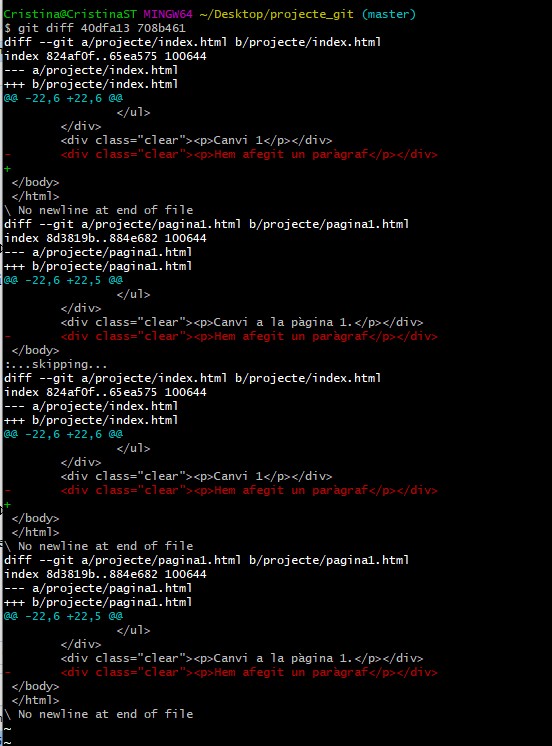 Cristina@CristinaST MINGW64 ~/Desktop/projecte_git (master)
$ git diff 40dfa13 708b461
diff --git a/projecte/index.html b/projecte/index.html
index 824af0f..65ea575 100644
--- a/projecte/index.html
+++ b/projecte/index.html
@@ -22,6 +22,6 @@
                </ul>
        </div>
        <div class="clear"><p>Canvi 1</p></div>
-       <div class="clear"><p>Hem afegit un paràgraf</p></div>
+
 </body>
 </html>
\ No newline at end of file
diff --git a/projecte/pagina1.html b/projecte/pagina1.html
index 8d3819b..884e682 100644
--- a/projecte/pagina1.html
+++ b/projecte/pagina1.html
@@ -22,6 +22,5 @@
                </ul>
        </div>
        <div class="clear"><p>Canvi a la pàgina 1.</p></div>
-       <div class="clear"><p>Hem afegit un paràgraf</p></div>
 </body>
:...skipping...
diff --git a/projecte/index.html b/projecte/index.html
index 824af0f..65ea575 100644
--- a/projecte/index.html
+++ b/projecte/index.html
@@ -22,6 +22,6 @@
                </ul>
        </div>
        <div class="clear"><p>Canvi 1</p></div>
-       <div class="clear"><p>Hem afegit un paràgraf</p></div>
+
 </body>
 </html>
\ No newline at end of file
diff --git a/projecte/pagina1.html b/projecte/pagina1.html
index 8d3819b..884e682 100644
--- a/projecte/pagina1.html
+++ b/projecte/pagina1.html
@@ -22,6 +22,5 @@
                </ul>
        </div>
        <div class="clear"><p>Canvi a la pàgina 1.</p></div>
-       <div class="clear"><p>Hem afegit un paràgraf</p></div>
 </body>
 </html>
\ No newline at end of file
~
~